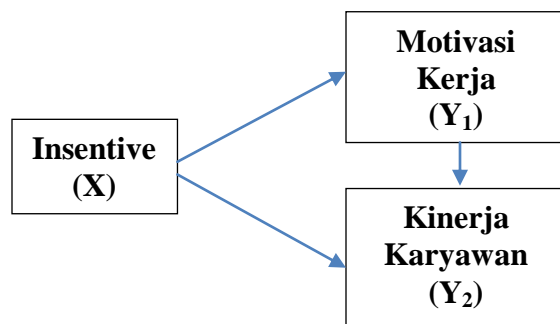 Motivasi
Kerja
(Y₁)
Insentive
(X)
Kinerja
Karyawan
(Y₂)